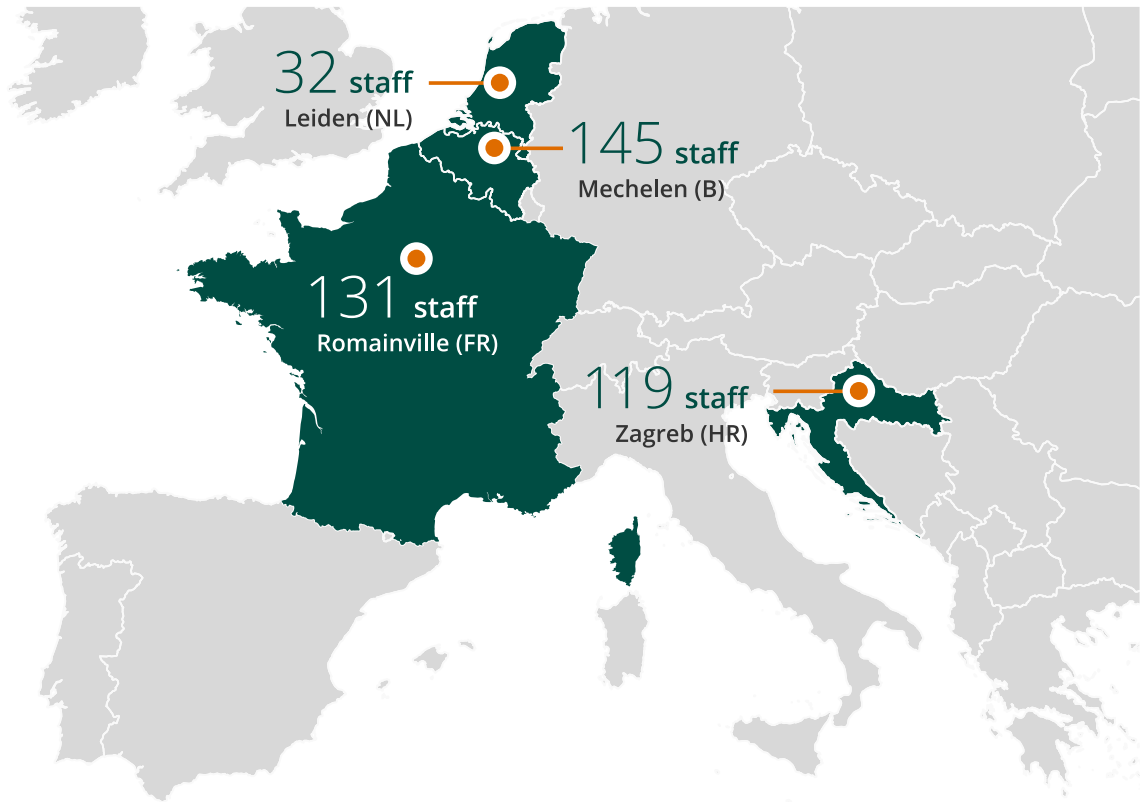 32 staff
Leiden (NL)
145 staff
Mechelen (B)
131 staff
Romainville (FR)
119 staff
Zagreb (HR)